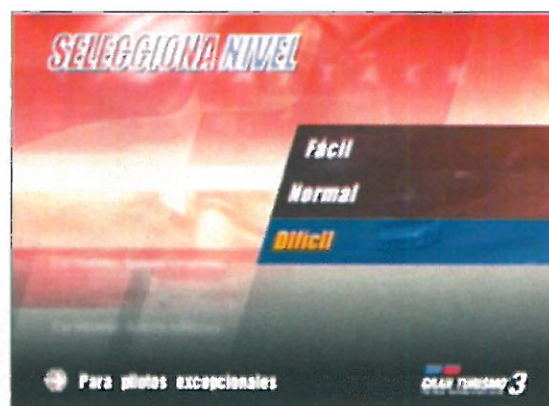 SELECCIONA NIVEL
Fácil
Normal
Difícil
Para pilotos excepcionales
GRAN TURISMO 3